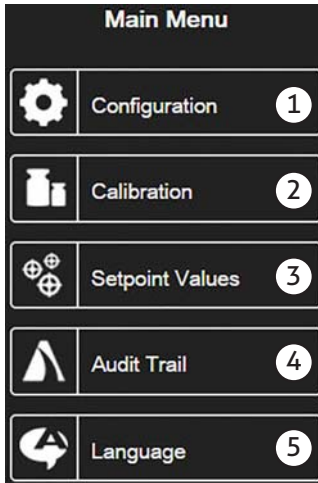 Main Menu
Configuration 1
Calibration 2
Setpoint Values 3
Audit Trail 4
Language 5